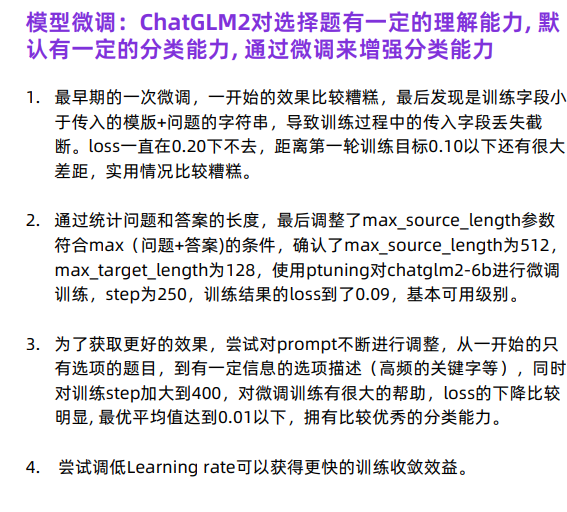 模型微调：ChatGLM2对选择题有一定的理解能力, 默
认有一定的分类能力, 通过微调来增强分类能力
1. 最早期的一次微调，一开始的效果比较糟糕，最后发现是训练字段小
于传入的模版+问题的字符串，导致训练过程中的传入字段丢失截
断。loss一直在0.20下不去，距离第一轮训练目标0.10以下还有很大
差距，实用情况比较糟糕。
2. 通过统计问题和答案的长度，最后调整了max_source_length参数
符合max（问题+答案)的条件，确认了max_source_length为512，
max_target_length为128，使用ptuning对chatglm2-6b进行微调
训练，step为250，训练结果的loss到了0.09，基本可用级别。
3. 为了获取更好的效果，尝试对prompt不断进行调整，从一开始的只
有选项的题目，到有一定信息的选项描述（高频的关键字等），同时
对训练step加大到400，对微调训练有很大的帮助，loss的下降比较
明显, 最优平均值达到0.01以下，拥有比较优秀的分类能力。
4. 尝试调低Learning rate可以获得更快的训练收敛效益。